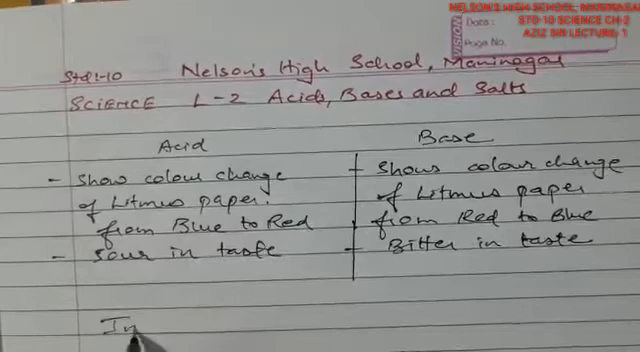 NELSON'S HIGH SCHOOL, MANINAGAR
STD-10 SCIENCE CH-2
AZIZ SIR LECTURE: 1
VISION
Date:
Page No.
Std:-10 Nelson's High School, Maninagar
SCIENCE L-2 Acids, Bases and Salts
Acid
- Show colour change
of Litmus paper.
from Blue to Red
- Sour in taste
Base
- Shows colour change
of Litmus paper
from Red to Blue
- Bitter in taste
In